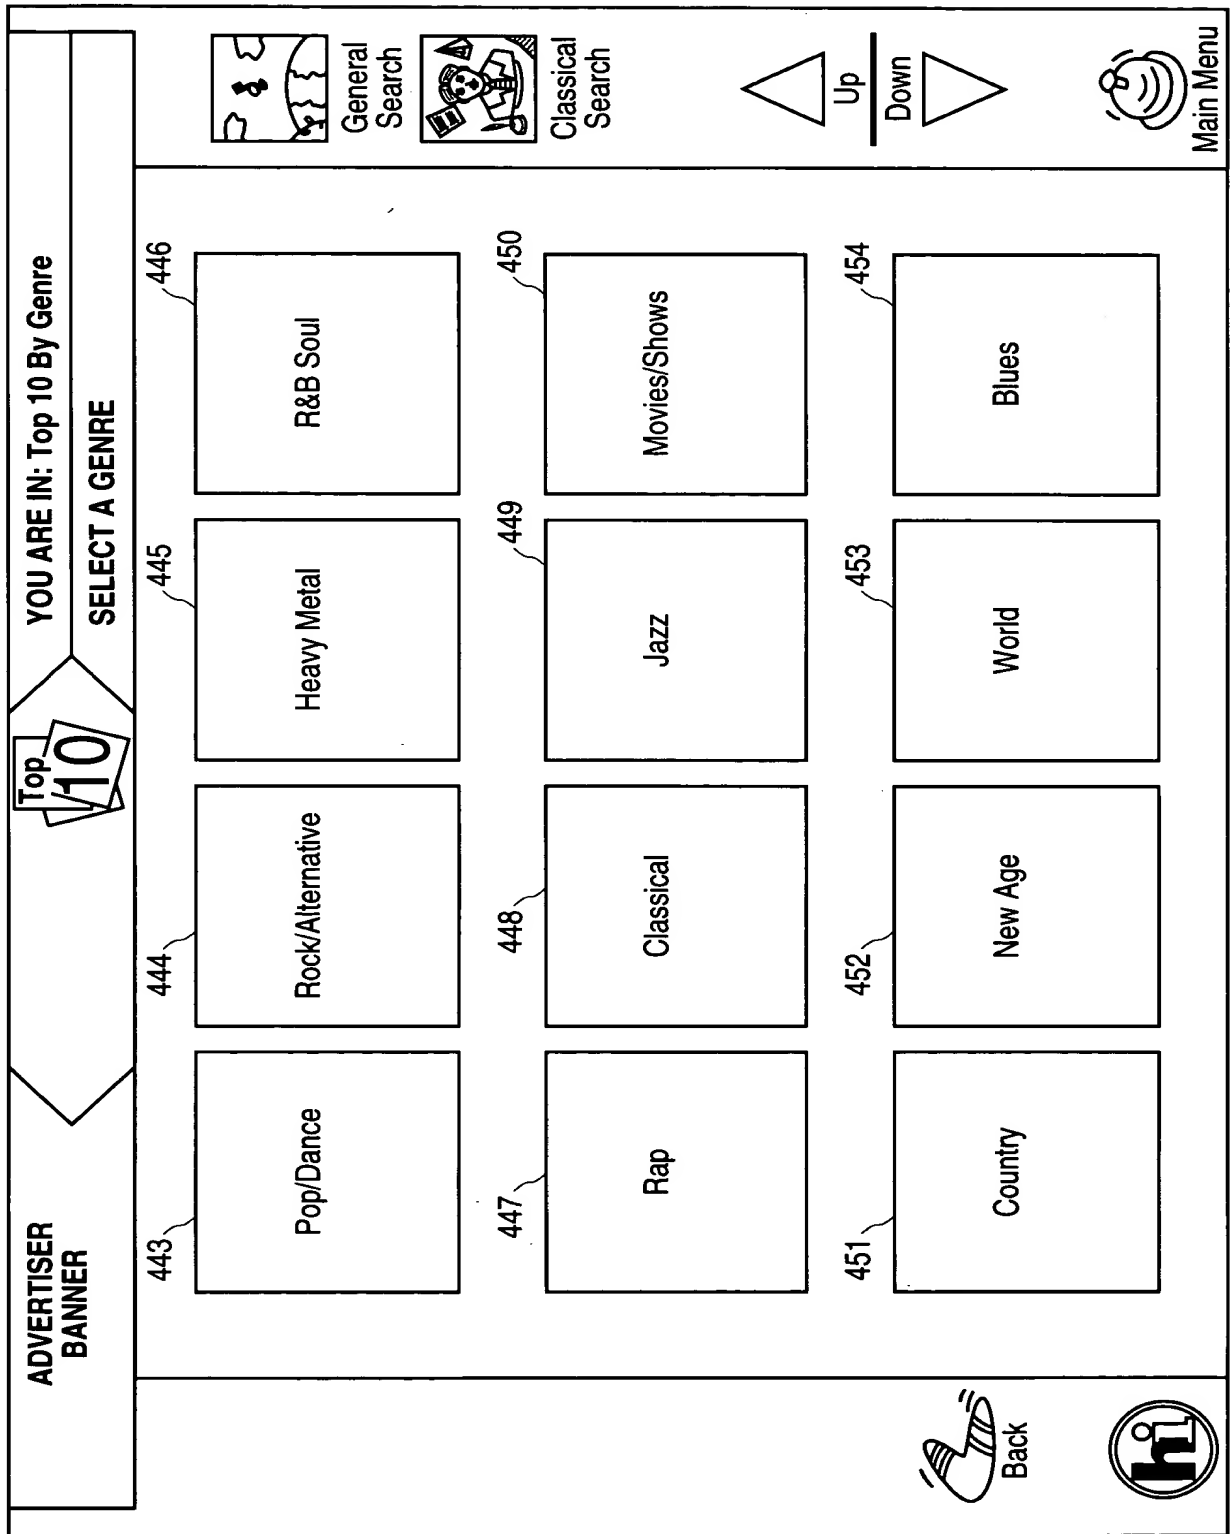 ADVERTISER
BANNER
Top
10
YOU ARE IN: Top 10 By Genre
SELECT A GENRE
443
Pop/Dance
444
Rock/Alternative
445
Heavy Metal
446
R&B Soul
447
Rap
448
Classical
449
Jazz
450
Movies/Shows
451
Country
452
New Age
453
World
454
Blues
General
Search
Classical
Search
Up
Down
Main Menu
Back
hi